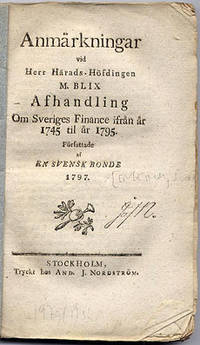 Anmärkningar
vid
Herr Härads-Höfdingen
M. BLIX
Afhandling
Om Sveriges Finance ifrån år
1745 til år 1795.
Författade
af
EN SVENSK BONDE
1797.
STOCKHOLM,
Tryckt hos AND. J. NORDSTRÖM.